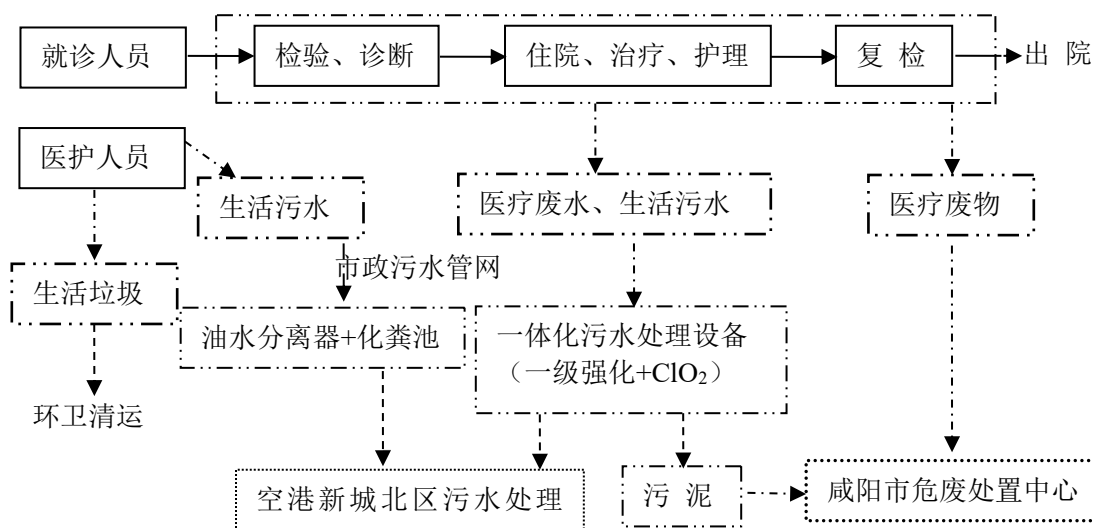 就诊人员
检验、诊断
住院、治疗、护理
复 检
出 院
医护人员
生活污水
医疗废水、生活污水
医疗废物
市政污水管网
生活垃圾
油水分离器+化粪池
一体化污水处理设备
（一级强化+ClO₂）
环卫清运
空港新城北区污水处理
污 泥
咸阳市危废处置中心